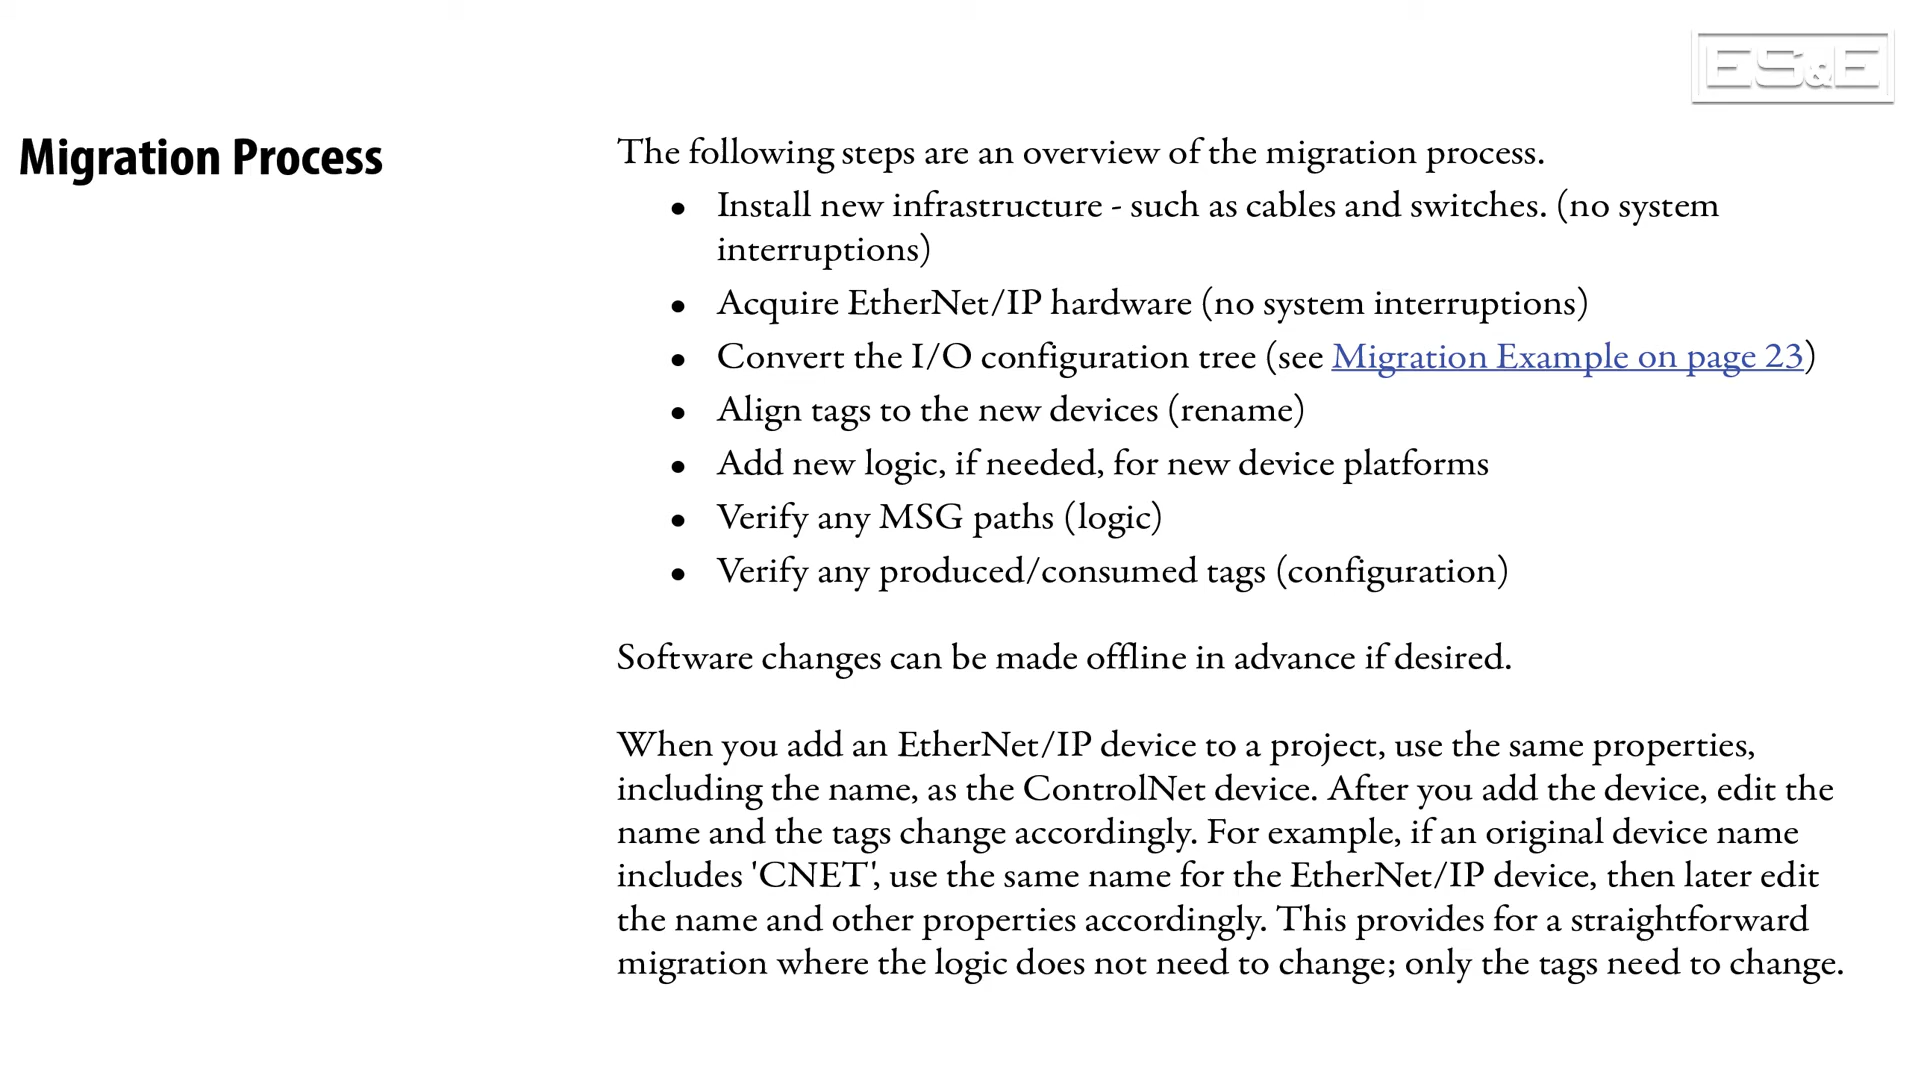 ES&E
Migration Process
The following steps are an overview of the migration process.
• Install new infrastructure - such as cables and switches. (no system
interruptions)
• Acquire EtherNet/IP hardware (no system interruptions)
• Convert the I/O configuration tree (see Migration Example on page 23)
• Align tags to the new devices (rename)
• Add new logic, if needed, for new device platforms
• Verify any MSG paths (logic)
• Verify any produced/consumed tags (configuration)
Software changes can be made offline in advance if desired.
When you add an EtherNet/IP device to a project, use the same properties,
including the name, as the ControlNet device. After you add the device, edit the
name and the tags change accordingly. For example, if an original device name
includes 'CNET', use the same name for the EtherNet/IP device, then later edit
the name and other properties accordingly. This provides for a straightforward
migration where the logic does not need to change; only the tags need to change.